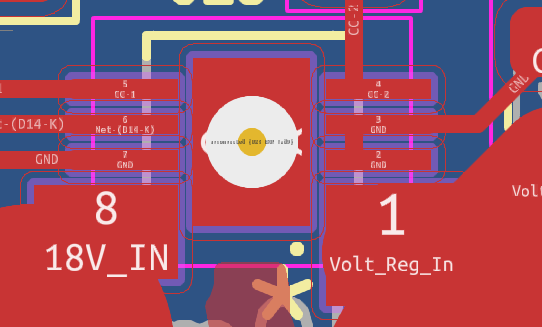 CC-2
5
CC-1
4
CC-2
-(D14-K)
6
Net-(D14-K)
3
GND
GND
GND
7
GND
2
GND
8
18V_IN
1
Volt_Reg_In
Volt